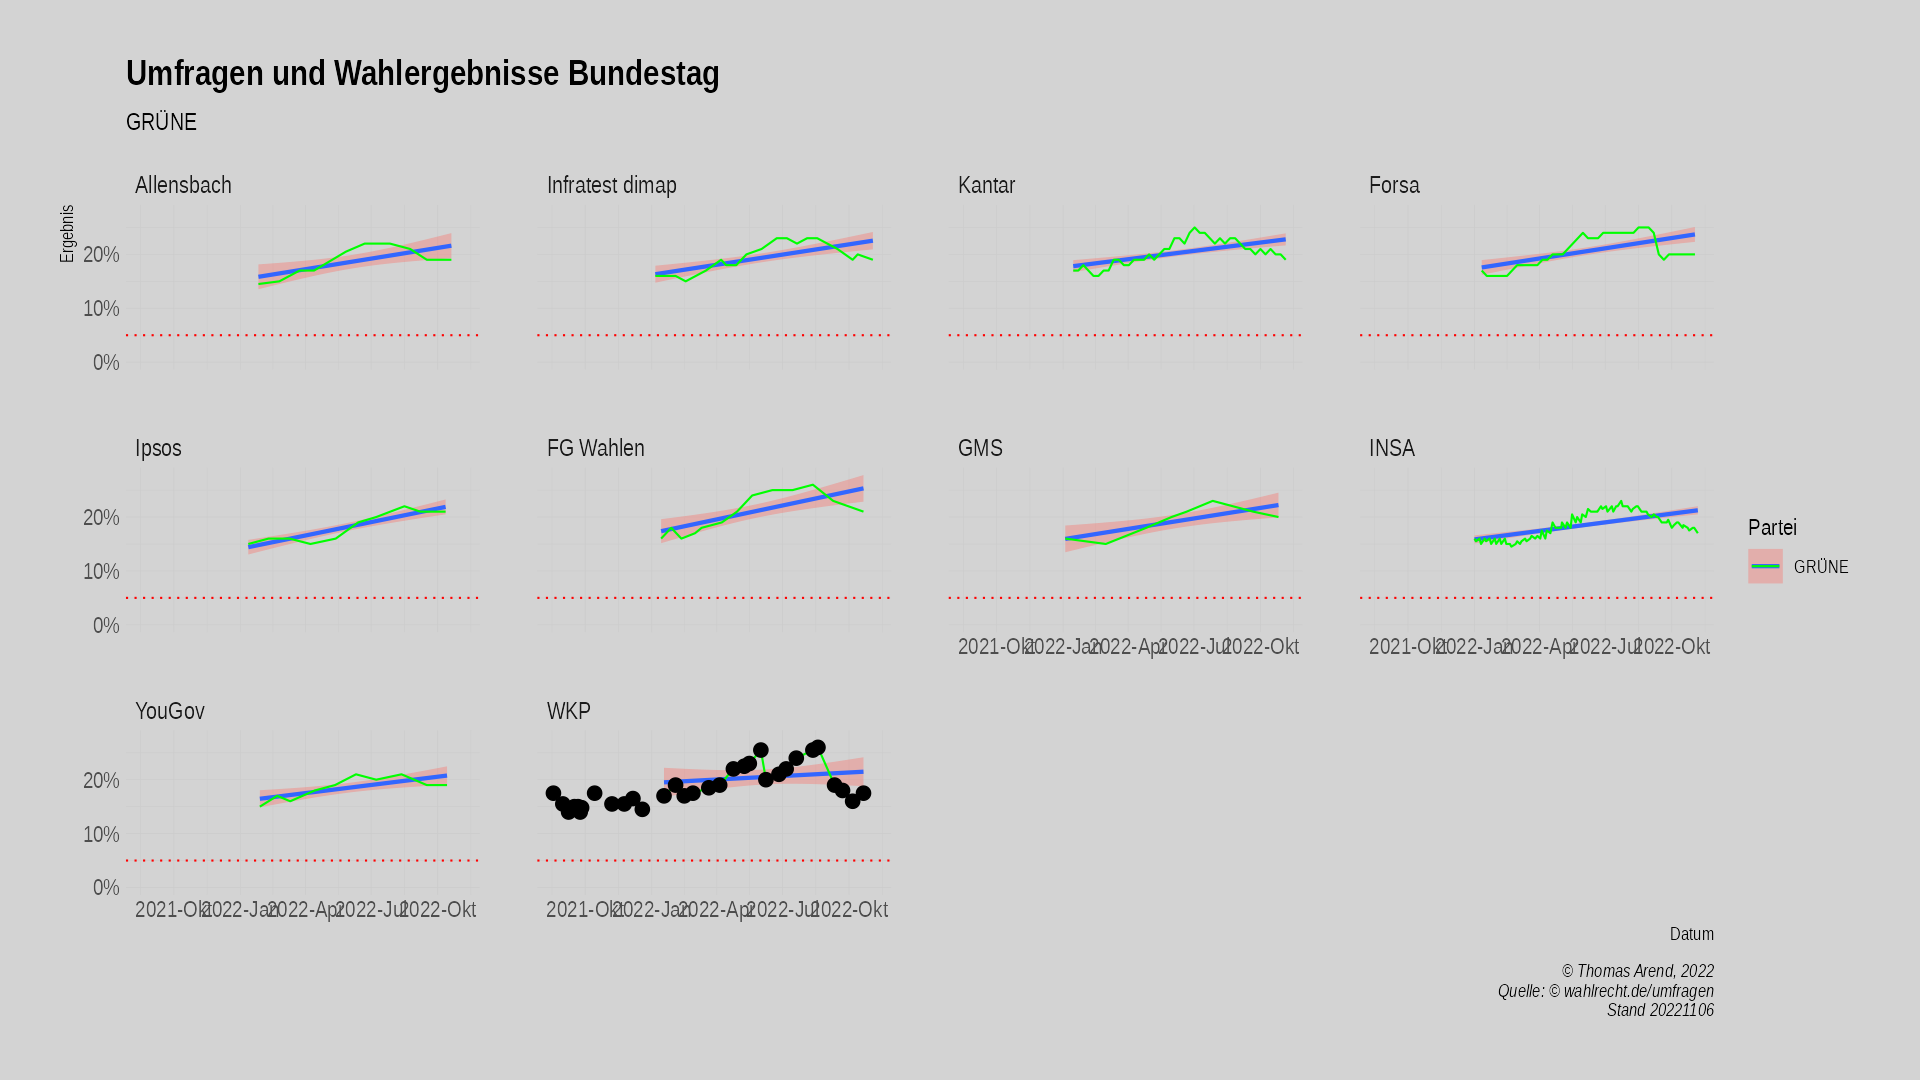 Umfragen und Wahlergebnisse Bundestag
GRÜNE
Allensbach
Infratest dimap
Kantar
Forsa
Ergebnis
20%
10%
0%
Ipsos
FG Wahlen
GMS
INSA
20%
10%
0%
2021-Okt 2022-Jan 2022-Apr 2022-Jul 2022-Okt
2021-Okt 2022-Jan 2022-Apr 2022-Jul 2022-Okt
Partei
GRÜNE
YouGov
WKP
20%
10%
0%
2021-Okt 2022-Jan 2022-Apr 2022-Jul 2022-Okt
2021-Okt 2022-Jan 2022-Apr 2022-Jul 2022-Okt
Datum
© Thomas Arend, 2022
Quelle: © wahlrecht.de/umfragen
Stand 20221106